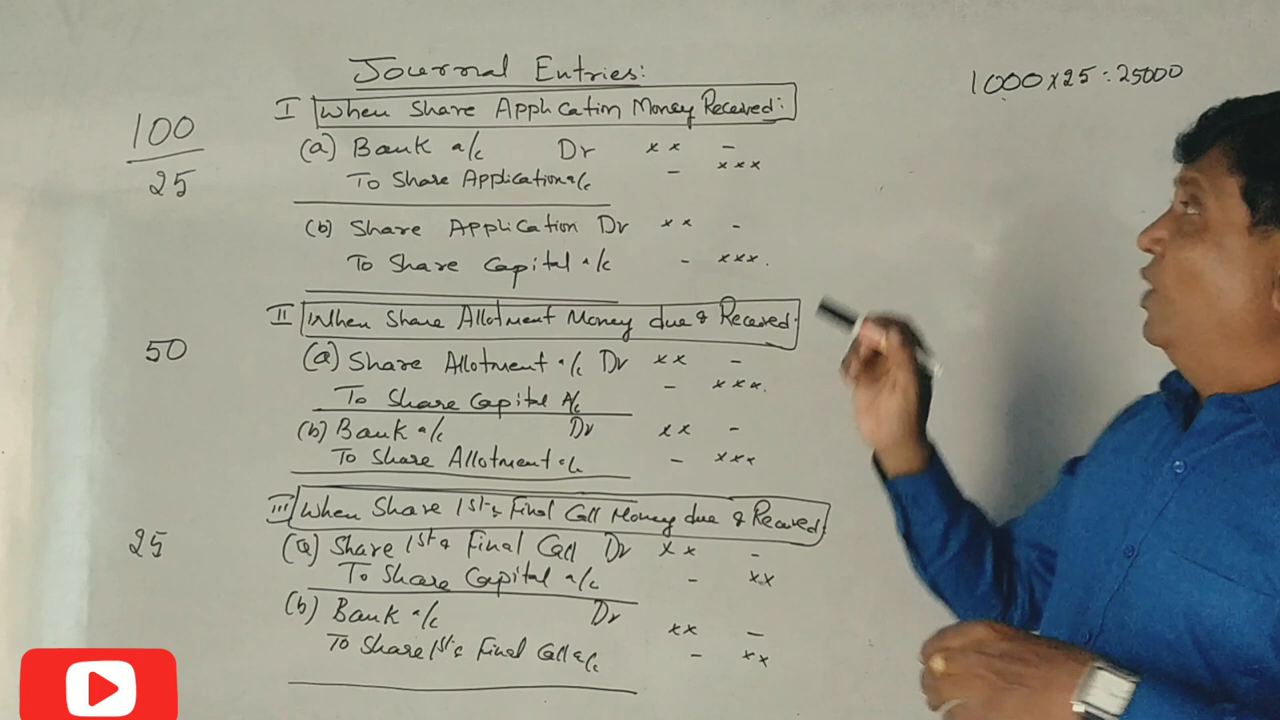 Journal Entries:
1000x25 = 25000
100
25
I When Share Application Money Received:
(a) Bank a/c Dr xx -
To Share Application a/c - xxx
(b) Share Application Dr xx -
To Share Capital a/c - xxx.
50
II When Share Allotment Money due & Received.
(a) Share Allotment a/c Dr xx -
To Share Capital A/c - xxx.
(b) Bank a/c Dr xx -
To Share Allotment a/c - xxx
25
III When Share 1st & Final Call Money due & Received.
(a) Share 1st & Final Call Dr xx -
To Share Capital a/c - xx
(b) Bank a/c Dr xx -
To Share 1st & Final Call a/c - xx